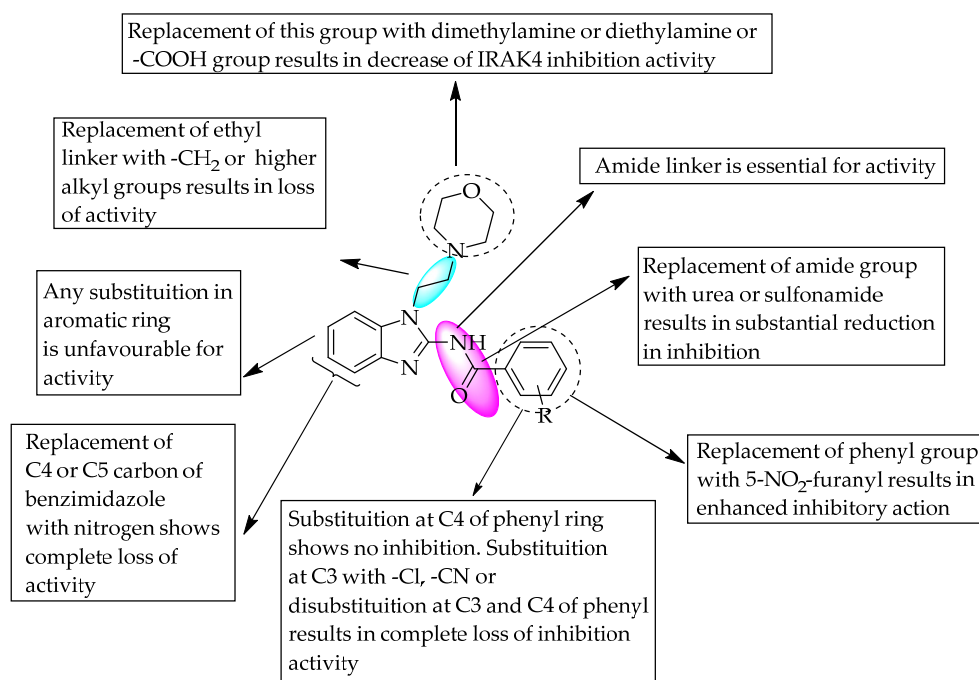 Replacement of this group with dimethylamine or diethylamine or
-COOH group results in decrease of IRAK4 inhibition activity
Replacement of ethyl
linker with -CH2 or higher
alkyl groups results in loss
of activity
Amide linker is essential for activity
O
N
Replacement of amide group
with urea or sulfonamide
results in substantial reduction
in inhibition
Any substituition in
aromatic ring
is unfavourable for
activity
N
NH
N
O
R
Replacement of
C4 or C5 carbon of
benzimidazole
with nitrogen shows
complete loss of
activity
Replacement of phenyl group
with 5-NO2-furanyl results in
enhanced inhibitory action
Substituition at C4 of phenyl ring
shows no inhibition. Substituition
at C3 with -Cl, -CN or
disubstituition at C3 and C4 of phenyl
results in complete loss of inhibition
activity